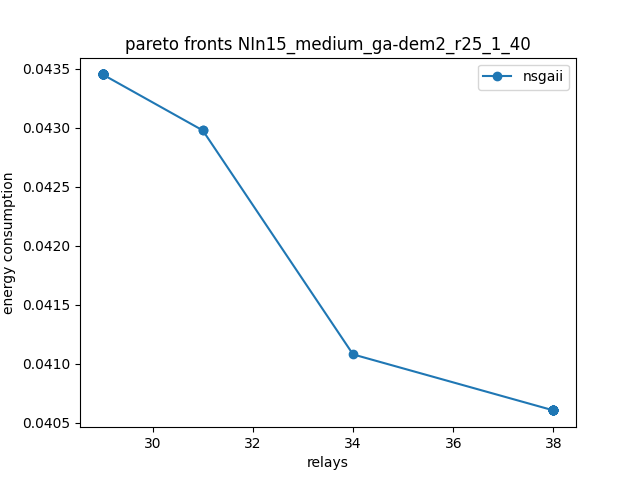 pareto fronts NIn15_medium_ga-dem2_r25_1_40
nsgaii
energy consumption
0.0435
0.0430
0.0425
0.0420
0.0415
0.0410
0.0405
30 32 34 36 38
relays